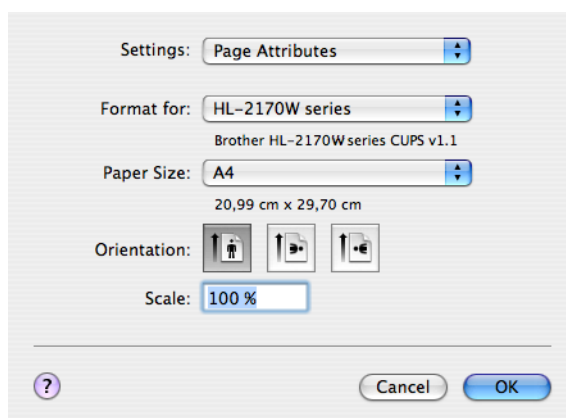 Settings: Page Attributes
Format for: HL-2170W series
Brother HL-2170W series CUPS v1.1
Paper Size: A4
20,99 cm x 29,70 cm
Orientation:
Scale: 100 %
? Cancel OK